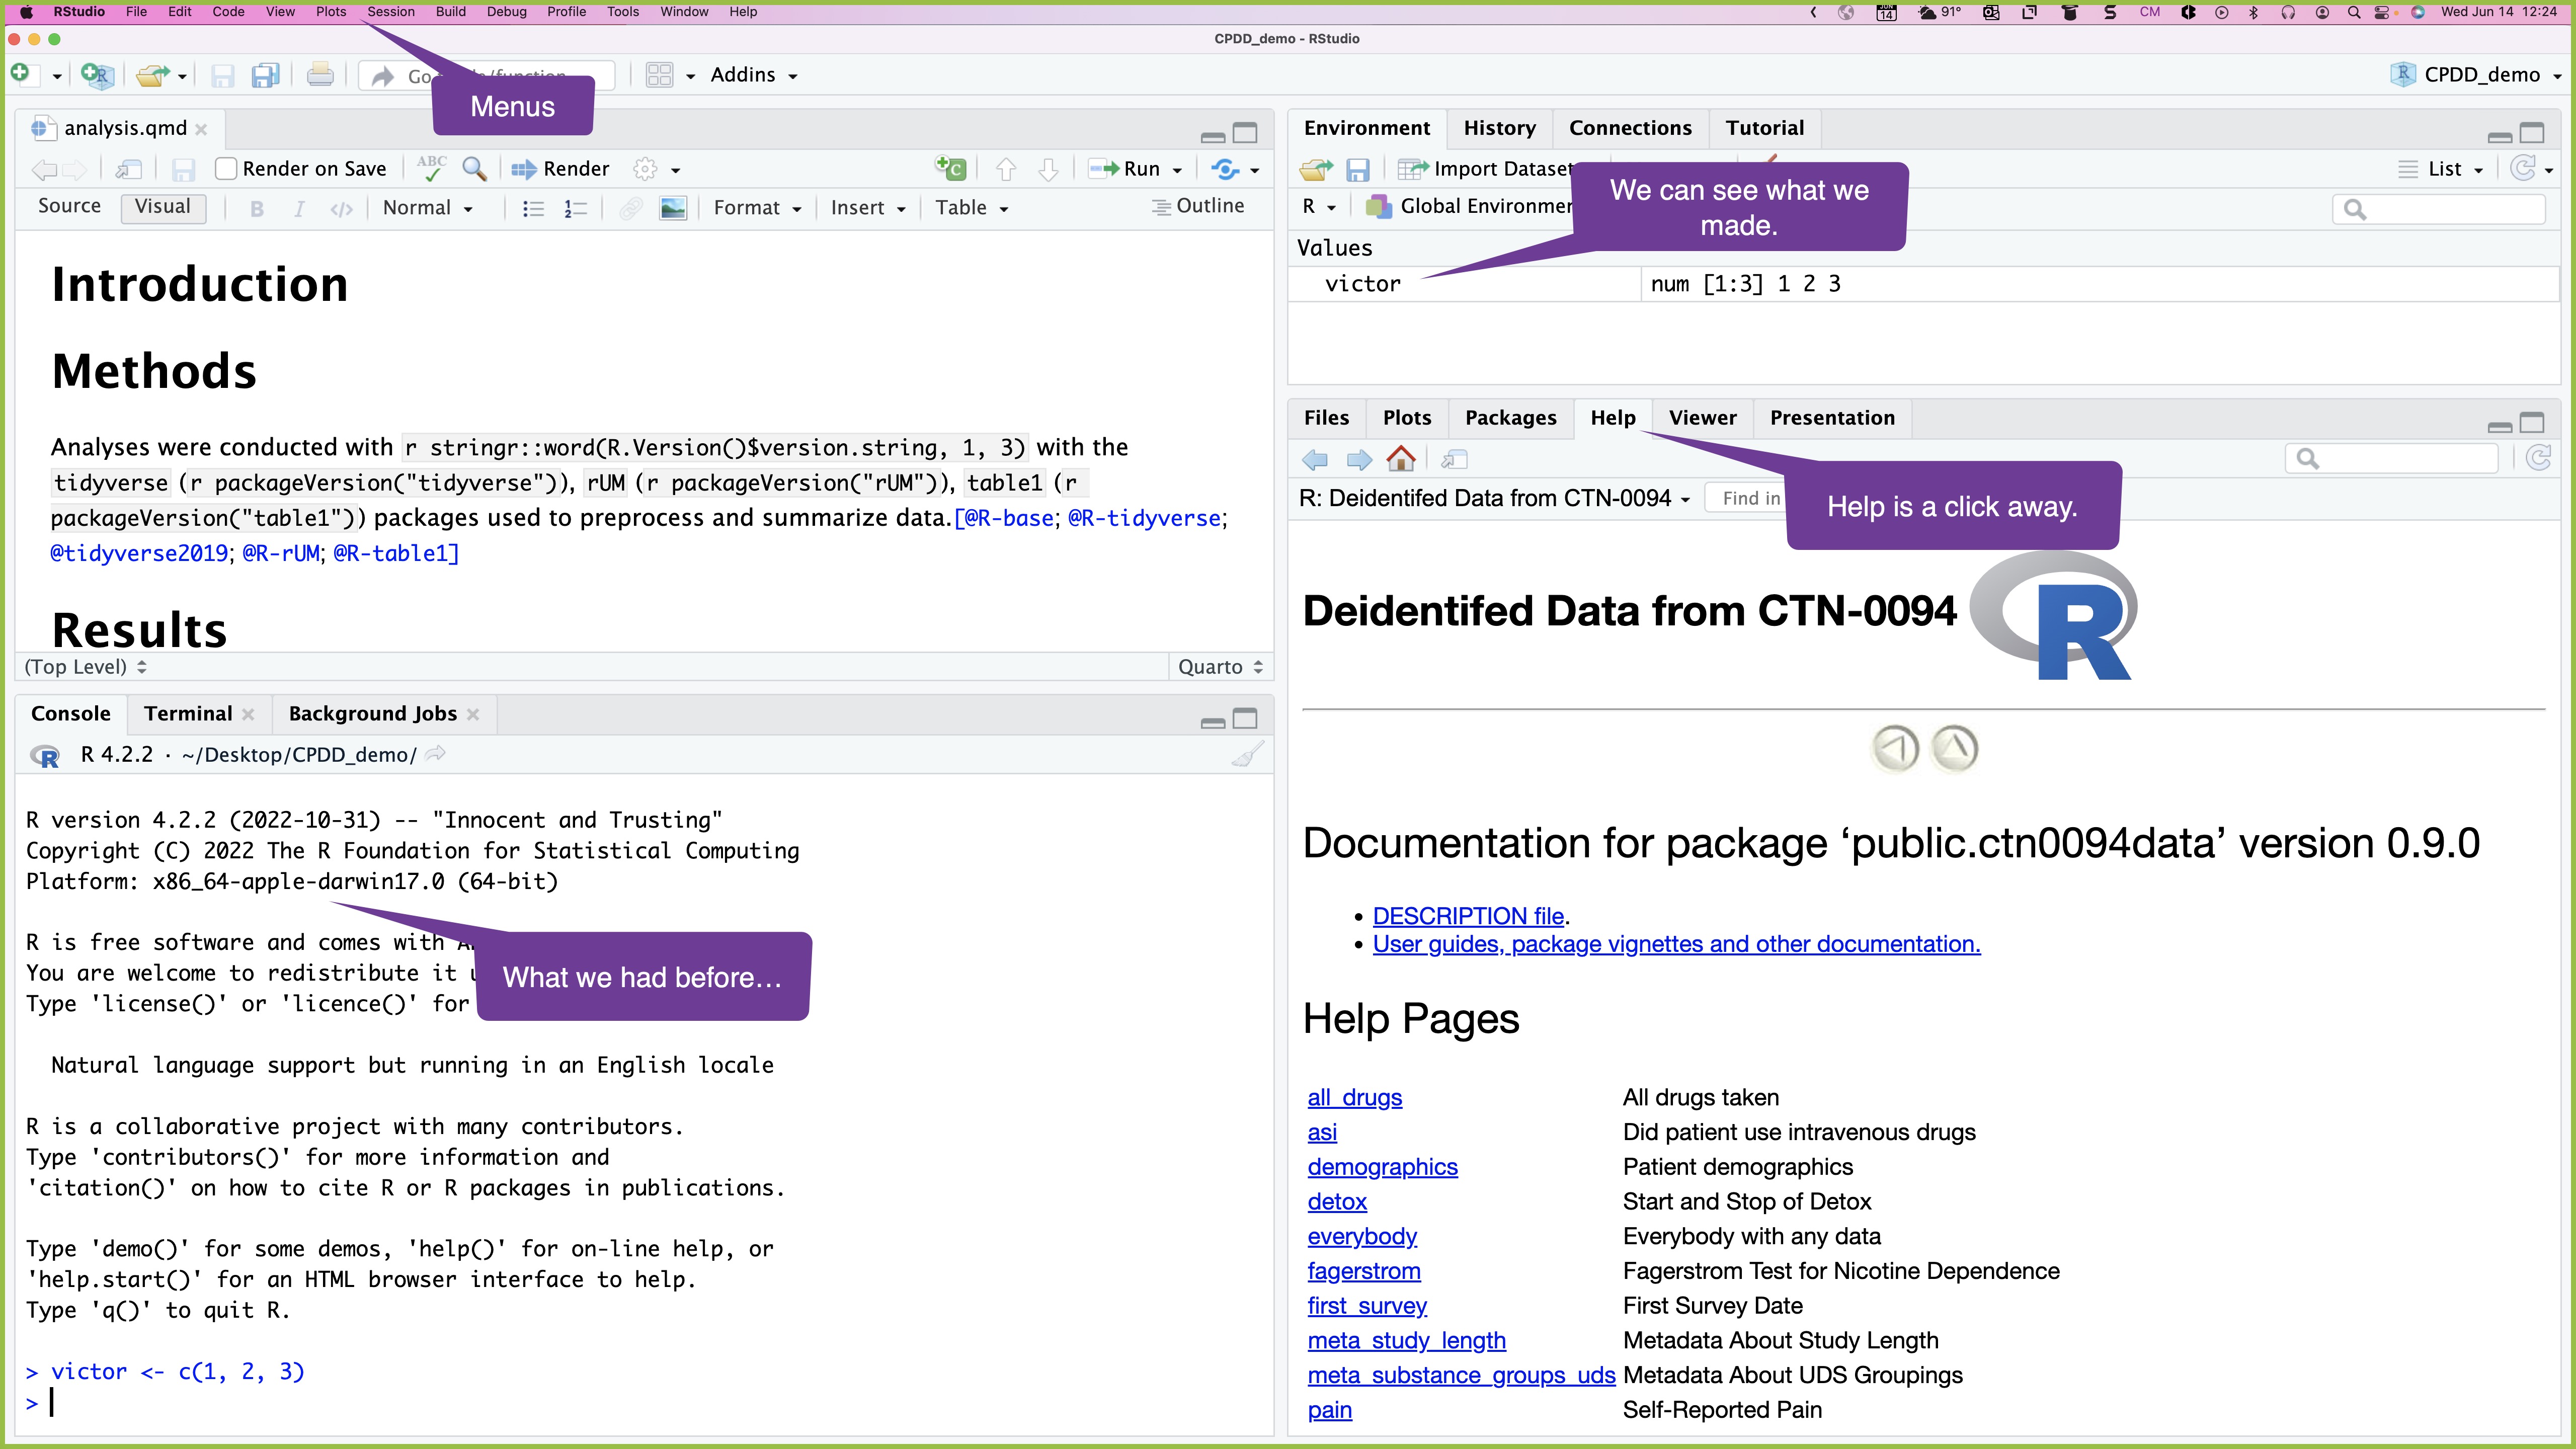 RStudio File Edit Code View Plots Session Build Debug Profile Tools Window Help
JUN 14 91° CM Wed Jun 14 12:24
CPDD_demo - RStudio
Addins
CPDD_demo
Menus
analysis.qmd
Render on Save ABC Render Run
Source Visual B I </> Normal Format Insert Table Outline
Introduction
Methods
Analyses were conducted with r stringr::word(R.Version()$version.string, 1, 3) with the
tidyverse (r packageVersion("tidyverse")), rUM (r packageVersion("rUM")), table1 (r
packageVersion("table1")) packages used to preprocess and summarize data.[@R-base; @R-tidyverse;
@tidyverse2019; @R-rUM; @R-table1]
Results
(Top Level) Quarto
Console Terminal Background Jobs
R 4.2.2 · ~/Desktop/CPDD_demo/
R version 4.2.2 (2022-10-31) -- "Innocent and Trusting"
Copyright (C) 2022 The R Foundation for Statistical Computing
Platform: x86_64-apple-darwin17.0 (64-bit)
R is free software and comes with
You are welcome to redistribute it
Type 'license()' or 'licence()' for
What we had before…
Natural language support but running in an English locale
R is a collaborative project with many contributors.
Type 'contributors()' for more information and
'citation()' on how to cite R or R packages in publications.
Type 'demo()' for some demos, 'help()' for on-line help, or
'help.start()' for an HTML browser interface to help.
Type 'q()' to quit R.
> victor <- c(1, 2, 3)
>
Environment History Connections Tutorial
Import Dataset List
R Global
We can see what we
made.
Values
victor num [1:3] 1 2 3
Files Plots Packages Help Viewer Presentation
R: Deidentifed Data from CTN-0094 Find in
Help is a click away.
Deidentifed Data from CTN-0094 R
Documentation for package ‘public.ctn0094data’ version 0.9.0
• DESCRIPTION file.
• User guides, package vignettes and other documentation.
Help Pages
all_drugs All drugs taken
asi Did patient use intravenous drugs
demographics Patient demographics
detox Start and Stop of Detox
everybody Everybody with any data
fagerstrom Fagerstrom Test for Nicotine Dependence
first_survey First Survey Date
meta_study_length Metadata About Study Length
meta_substance_groups_uds Metadata About UDS Groupings
pain Self-Reported Pain